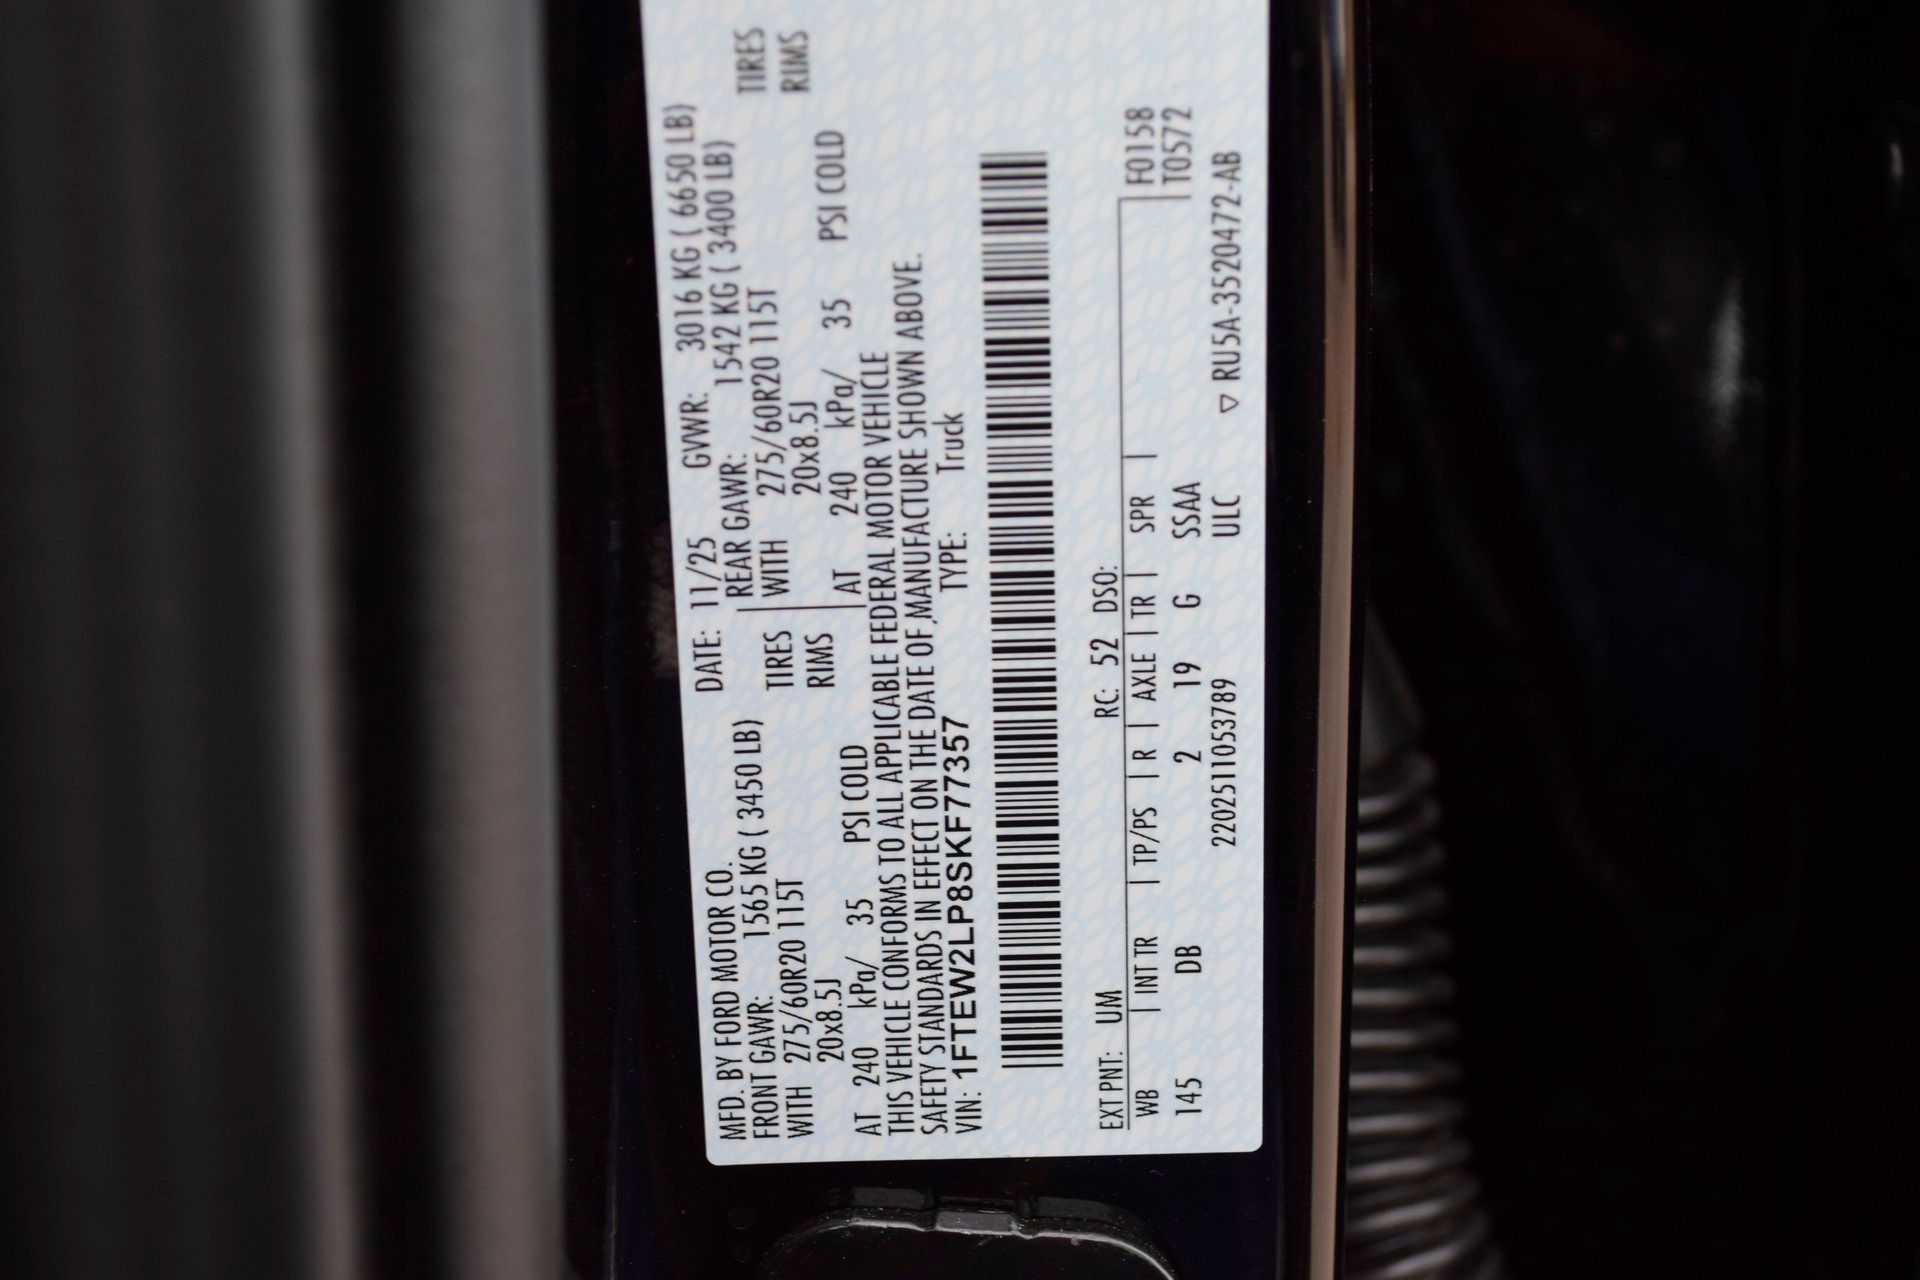 MFD. BY FORD MOTOR CO. DATE: 11/25 GVWR: 3016 KG ( 6650 LB)
FRONT GAWR: 1565 KG ( 3450 LB) REAR GAWR: 1542 KG ( 3400 LB)
WITH 275/60R20 115T TIRES WITH 275/60R20 115T TIRES
20x8.5J RIMS 20x8.5J RIMS
AT 240 kPa/ 35 PSI COLD AT 240 kPa/ 35 PSI COLD
THIS VEHICLE CONFORMS TO ALL APPLICABLE FEDERAL MOTOR VEHICLE
SAFETY STANDARDS IN EFFECT ON THE DATE OF MANUFACTURE SHOWN ABOVE.
VIN: 1FTEW2LP8SKF77357 TYPE: Truck
EXT PNT: UM RC: 52 DSO:
WB | INT TR | TP/PS | R | AXLE | TR | SPR | F0158
145 DB 2 19 G SSAA T0572
220251105378​9 ULC ▽ RU5A-3520472-AB